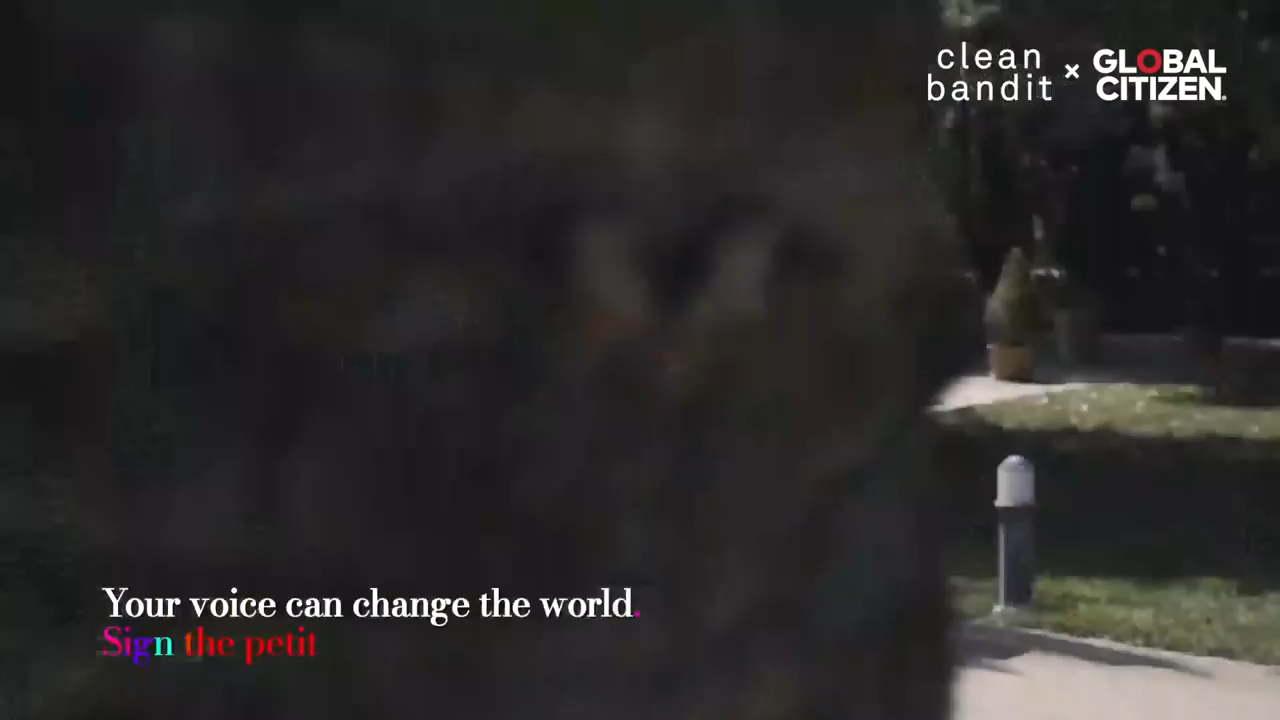 clean
bandit × GLOBAL
CITIZEN.
Your voice can change the world.
Sign the petit